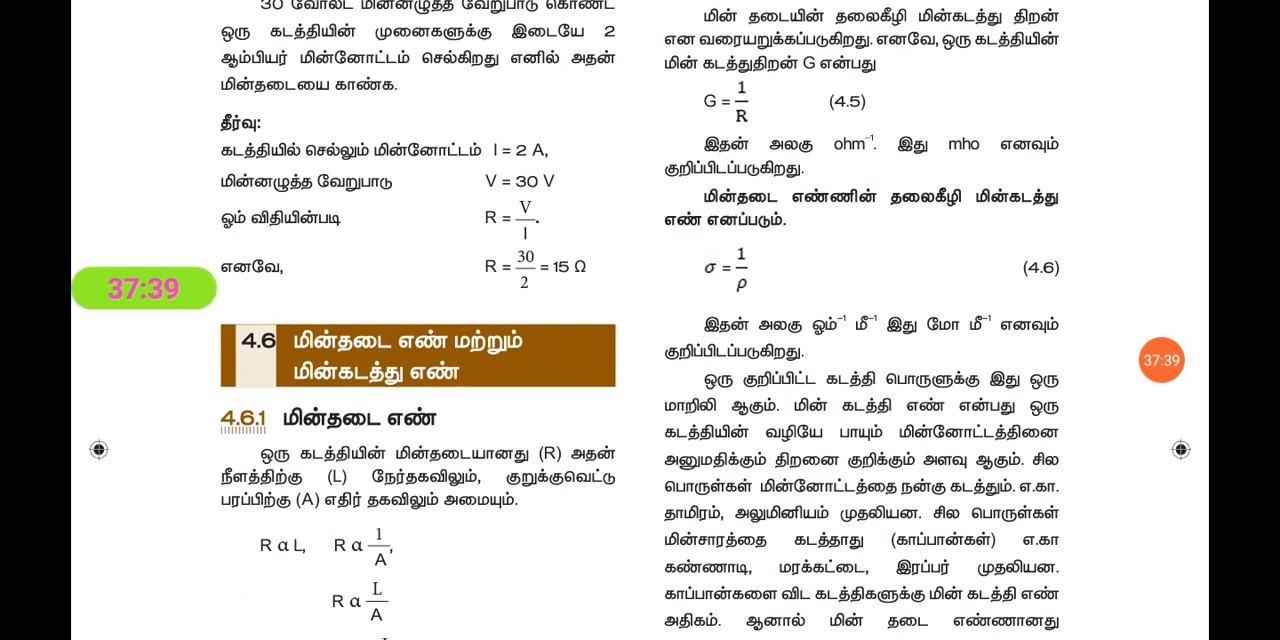 30 வோல்ட் மின்னழுத்த வேறுபாடு கொண்ட
ஒரு கடத்தியின் முனைகளுக்கு இடையே 2
ஆம்பியர் மின்னோட்டம் செல்கிறது எனில் அதன்
மின்தடையை காண்க.
தீர்வு:
கடத்தியில் செல்லும் மின்னோட்டம் I = 2 A,
மின்னழுத்த வேறுபாடு V = 30 V
ஓம் விதியின்படி R = V/I.
எனவே, R = 30/2 = 15 Ω
37:39
4.6 மின்தடை எண் மற்றும்
மின்கடத்து எண்
4.6.1 மின்தடை எண்
ஒரு கடத்தியின் மின்தடையானது (R) அதன்
நீளத்திற்கு (L) நேர்தகவிலும், குறுக்குவெட்டு
பரப்பிற்கு (A) எதிர் தகவிலும் அமையும்.
R α L, R α 1/A,
R α L/A
மின் தடையின் தலைகீழி மின்கடத்து திறன்
என வரையறுக்கப்படுகிறது. எனவே, ஒரு கடத்தியின்
மின் கடத்துதிறன் G என்பது
G = 1/R (4.5)
இதன் அலகு ohm⁻¹. இது mho எனவும்
குறிப்பிடப்படுகிறது.
மின்தடை எண்ணின் தலைகீழி மின்கடத்து
எண் எனப்படும்.
σ = 1/ρ (4.6)
இதன் அலகு ஓம்⁻¹ மீ⁻¹ இது மோ மீ⁻¹ எனவும்
குறிப்பிடப்படுகிறது.
ஒரு குறிப்பிட்ட கடத்தி பொருளுக்கு இது ஒரு
மாறிலி ஆகும். மின் கடத்தி எண் என்பது ஒரு
கடத்தியின் வழியே பாயும் மின்னோட்டத்தினை
அனுமதிக்கும் திறனை குறிக்கும் அளவு ஆகும். சில
பொருள்கள் மின்னோட்டத்தை நன்கு கடத்தும். எ.கா.
தாமிரம், அலுமினியம் முதலியன. சில பொருள்கள்
மின்சாரத்தை கடத்தாது (காப்பான்கள்) எ.கா
கண்ணாடி, மரக்கட்டை, இரப்பர் முதலியன.
காப்பான்களை விட கடத்திகளுக்கு மின் கடத்தி எண்
அதிகம். ஆனால் மின் தடை எண்ணானது
37:39